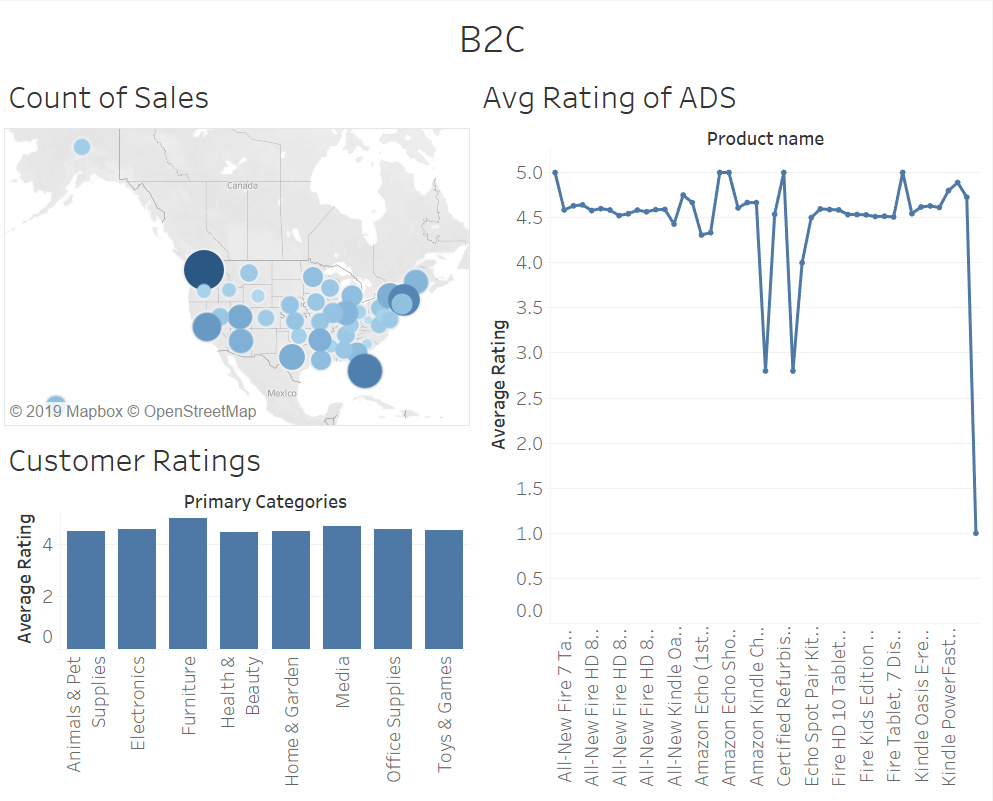 B2C
Count of Sales
Canada
Mexico
© 2019 Mapbox © OpenStreetMap
Customer Ratings
Primary Categories
Average Rating
4
2
0
Animals & Pet
Supplies
Electronics
Furniture
Health &
Beauty
Home & Garden
Media
Office Supplies
Toys & Games
Avg Rating of ADS
Product name
Average Rating
5.0
4.5
4.0
3.5
3.0
2.5
2.0
1.5
1.0
0.5
0.0
All-New Fire 7 Ta..
All-New Fire HD 8..
All-New Fire HD 8..
All-New Fire HD 8..
All-New Kindle Oa..
Amazon Echo (1st..
Amazon Echo Sho..
Amazon Kindle Ch..
Certified Refurbis..
Echo Spot Pair Kit..
Fire HD 10 Tablet..
Fire Kids Edition ..
Fire Tablet, 7 Dis..
Kindle Oasis E-re..
Kindle PowerFast..